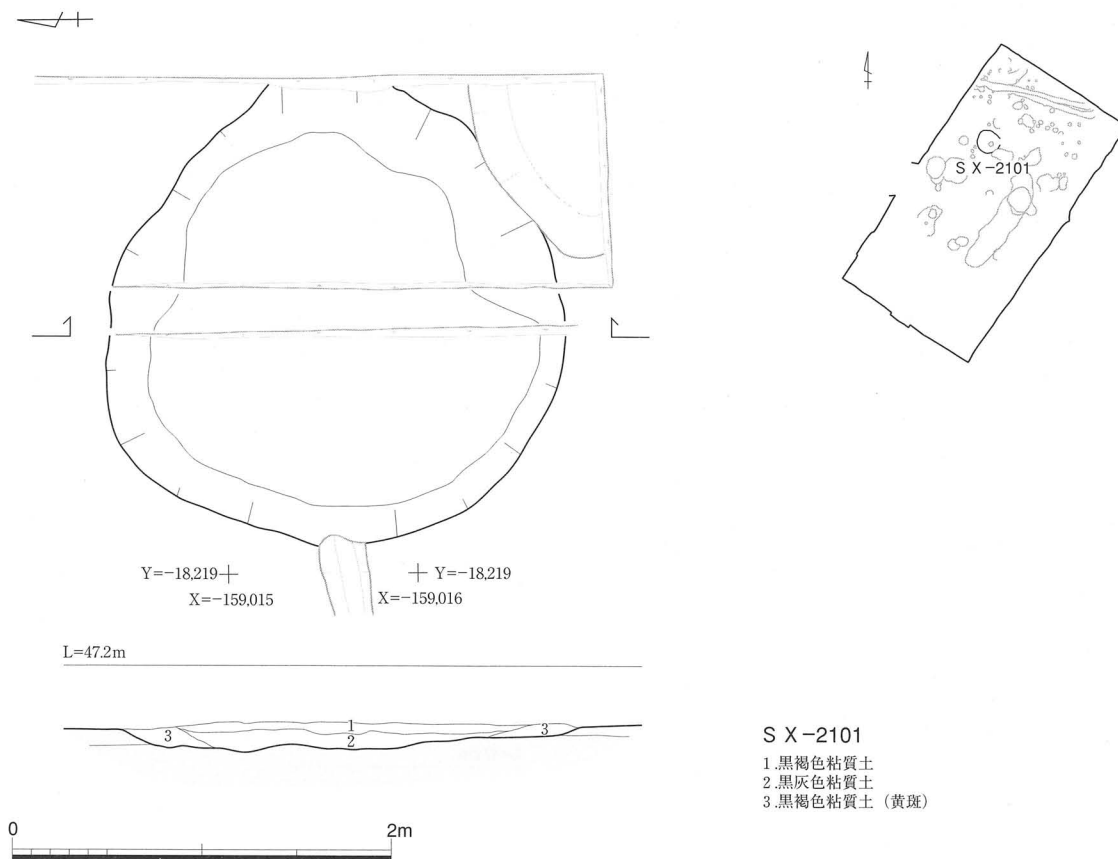 S X-2101
Y=-18,219
Y=-18,219
X=-159,015
X=-159,016
L=47.2m
1
3
3
2
S X-2101
1.黒褐色粘質土
2.黒灰色粘質土
3.黒褐色粘質土(黄斑)
0
2m